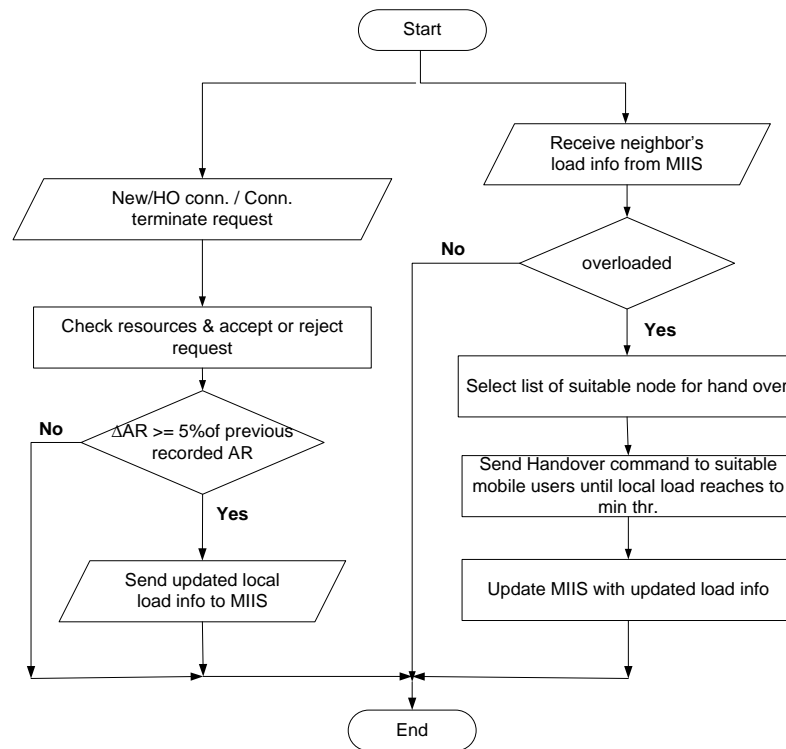 Start
New/HO conn. / Conn.
terminate request
Check resources & accept or reject
request
No
ΔAR >= 5%of previous
recorded AR
Yes
Send updated local
load info to MIIS
Receive neighbor's
load info from MIIS
No
overloaded
Yes
Select list of suitable node for hand over
Send Handover command to suitable
mobile users until local load reaches to
min thr.
Update MIIS with updated load info
End